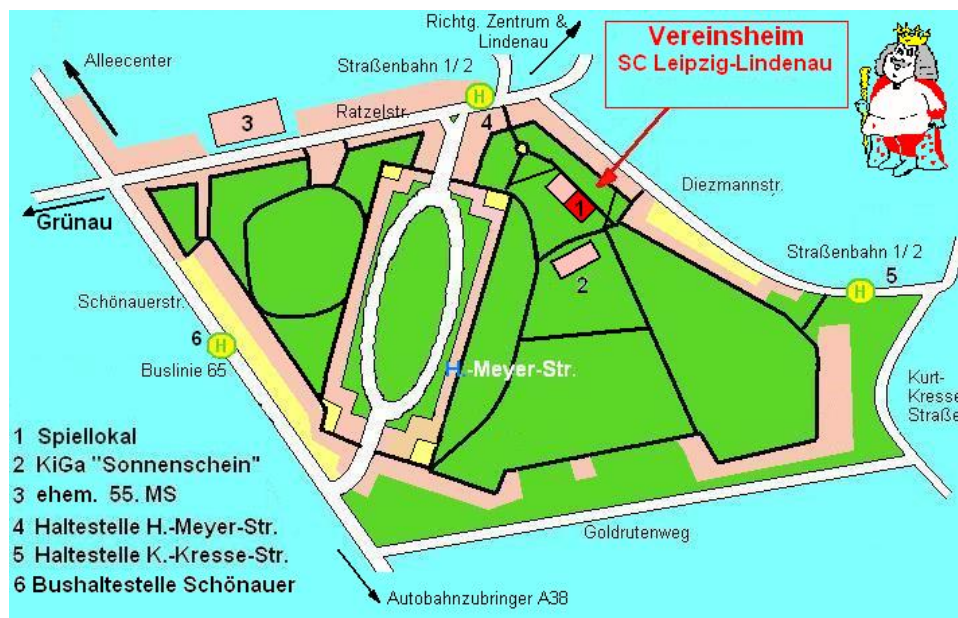 Richtg. Zentrum &
Lindenau
Vereinsheim
SC Leipzig-Lindenau
Alleecenter
Straßenbahn 1/ 2
H
3
Ratzelstr.
4
Diezmannstr.
1
Grünau
Straßenbahn 1/ 2
5
H
2
Schönauerstr.
6
H
Buslinie 65
H.-Meyer-Str.
Kurt-
Kresse
Straße
1 Spiellokal
2 KiGa "Sonnenschein"
3 ehem. 55. MS
4 Haltestelle H.-Meyer-Str.
5 Haltestelle K.-Kresse-Str.
6 Bushaltestelle Schönauer
Goldrutenweg
Autobahnzubringer A38